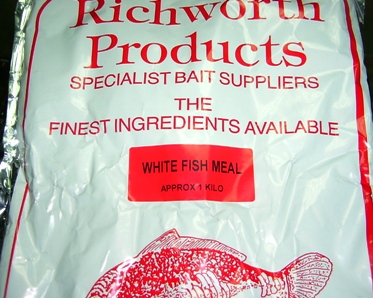 Richworth
Products
SPECIALIST BAIT SUPPLIERS
THE
FINEST INGREDIENTS AVAILABLE
WHITE FISH MEAL
APPROX 1 KILO